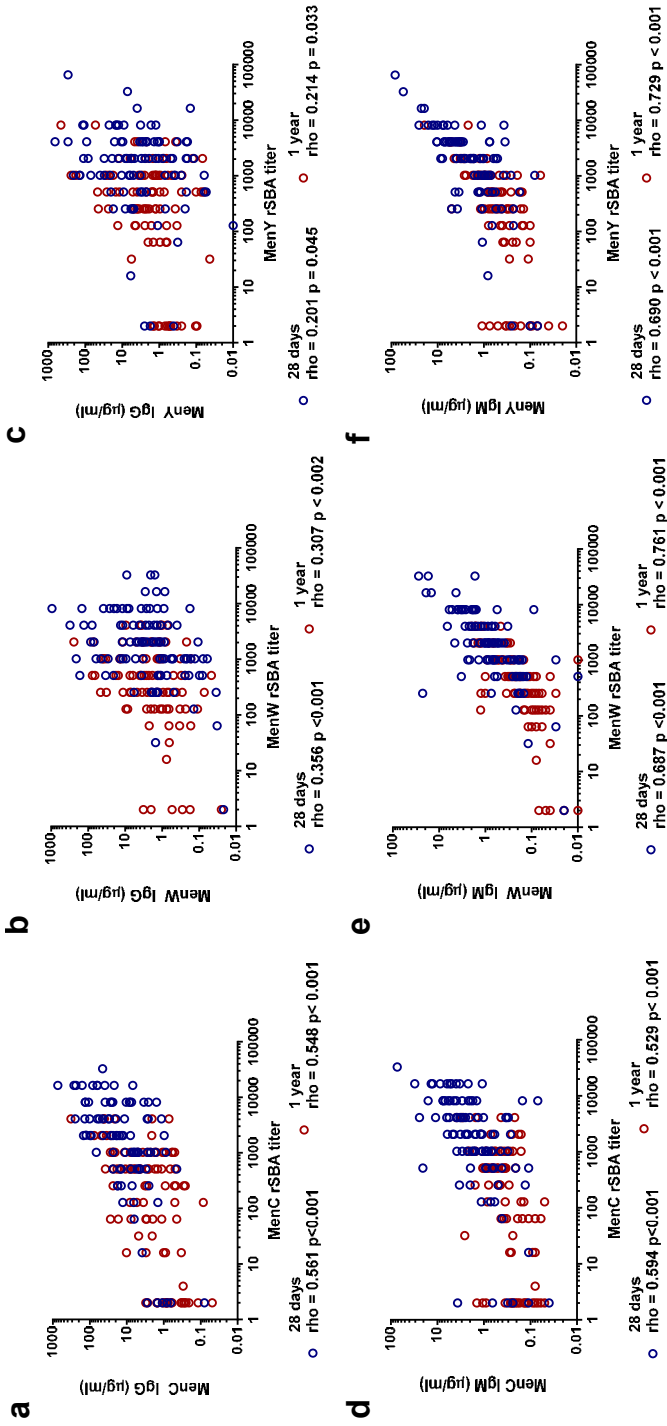 a
MenC IgG (µg/ml)
1000
100
10
1
0.1
0.01
1
10
100
1000
10000
100000
MenC rSBA titer
28 days
rho = 0.561 p<0.001
1 year
rho = 0.548 p< 0.001
b
MenW IgG (µg/ml)
1000
100
10
1
0.1
0.01
1
10
100
1000
10000
100000
MenW rSBA titer
28 days
rho = 0.356 p <0.001
1 year
rho = 0.307 p < 0.002
c
MenY IgG (µg/ml)
1000
100
10
1
0.1
0.01
1
10
100
1000
10000
100000
MenY rSBA titer
28 days
rho = 0.201 p = 0.045
1 year
rho = 0.214 p = 0.033
d
MenC IgM (µg/ml)
100
10
1
0.1
0.01
1
10
100
1000
10000
100000
MenC rSBA titer
28 days
rho = 0.594 p<0.001
1 year
rho = 0.529 p< 0.001
e
MenW IgM (µg/ml)
100
10
1
0.1
0.01
1
10
100
1000
10000
100000
MenW rSBA titer
28 days
rho = 0.687 p <0.001
1 year
rho = 0.761 p < 0.001
f
MenY IgM (µg/ml)
100
10
1
0.1
0.01
1
10
100
1000
10000
100000
MenY rSBA titer
28 days
rho = 0.690 p < 0.001
1 year
rho = 0.729 p < 0.001